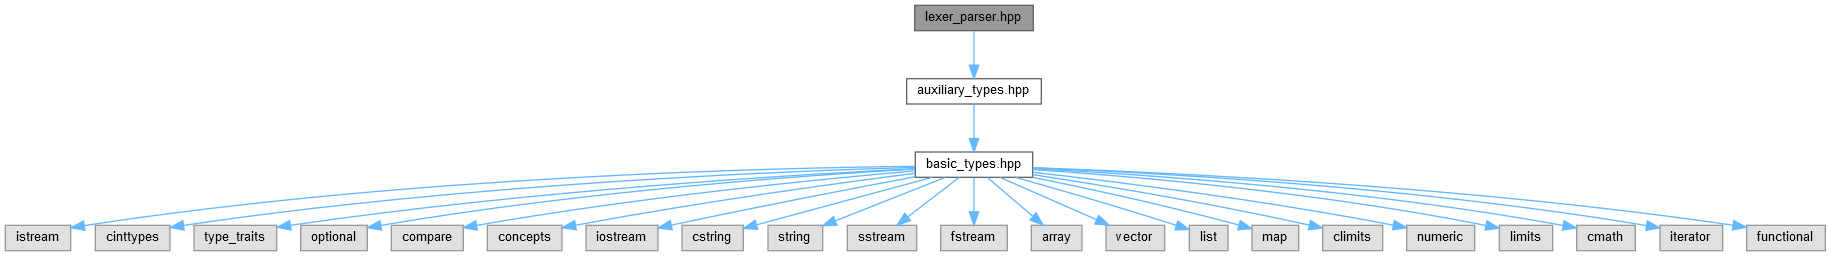 lexer_parser.hpp
auxiliary_types.hpp
basic_types.hpp
istream cinttypes type_traits optional compare concepts iostream cstring string sstream fstream array vector list map climits numeric limits cmath iterator functional